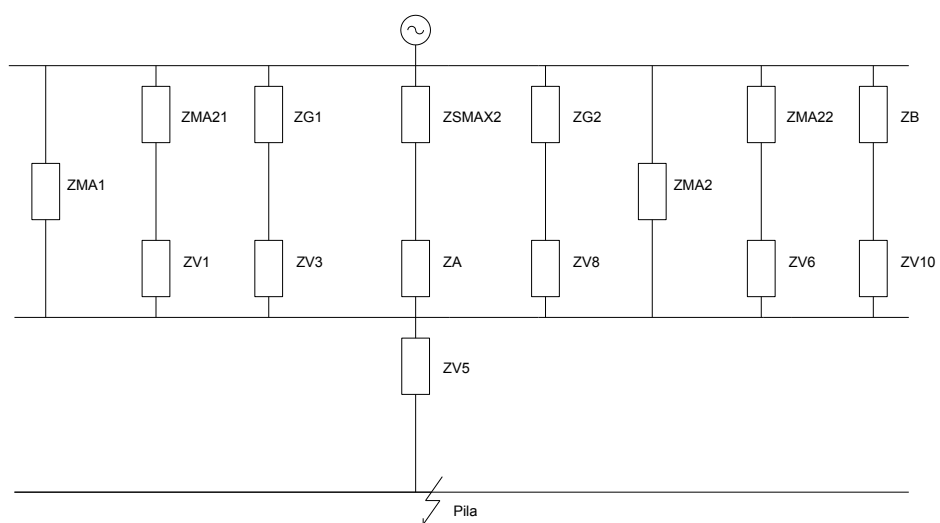 ZMA21
ZG1
ZSMAX2
ZG2
ZMA22
ZB
ZMA1
ZMA2
ZV1
ZV3
ZA
ZV8
ZV6
ZV10
ZV5
Pila